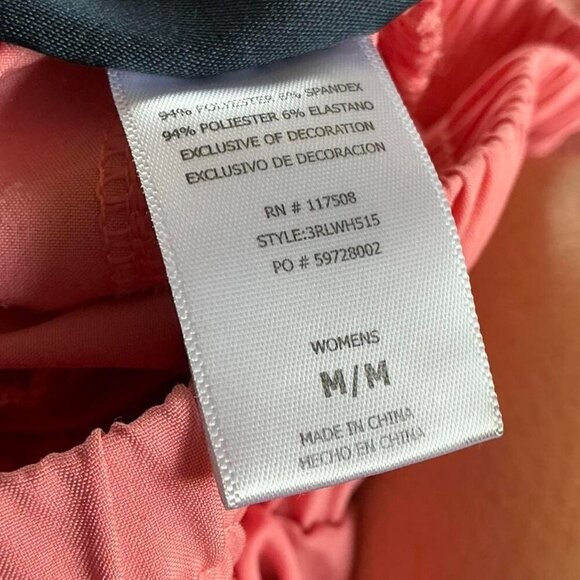 94% POLYESTER 6% SPANDEX
94% POLIESTER 6% ELASTANO
EXCLUSIVE OF DECORATION
EXCLUSIVO DE DECORACION
RN # 117508
STYLE:3RLWH515
PO # 59728002
WOMENS
M/M
MADE IN CHINA
HECHO EN CHINA